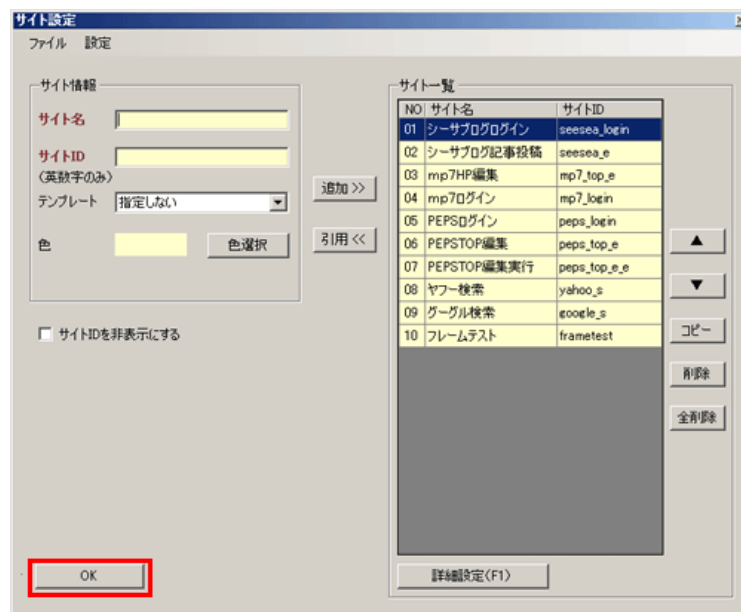 サイト設定
ファイル 設定
サイト情報
サイト名
サイトID
(英数字のみ)
テンプレート 指定しない
色 色選択
サイトIDを非表示にする
追加 >>
引用 <<
サイト一覧
NO サイト名 サイトID
01 シーサブログログイン seesea_login
02 シーサブログ記事投稿 seesea_e
03 mp7HP編集 mp7_top_e
04 mp7ログイン mp7_login
05 PEPSログイン peps_login
06 PEPSTOP編集 peps_top_e
07 PEPSTOP編集実行 peps_top_e_e
08 ヤフー検索 yahoo_s
09 グーグル検索 google_s
10 フレームテスト frametest
▲
▼
コピー
削除
全削除
OK
詳細設定(F1)